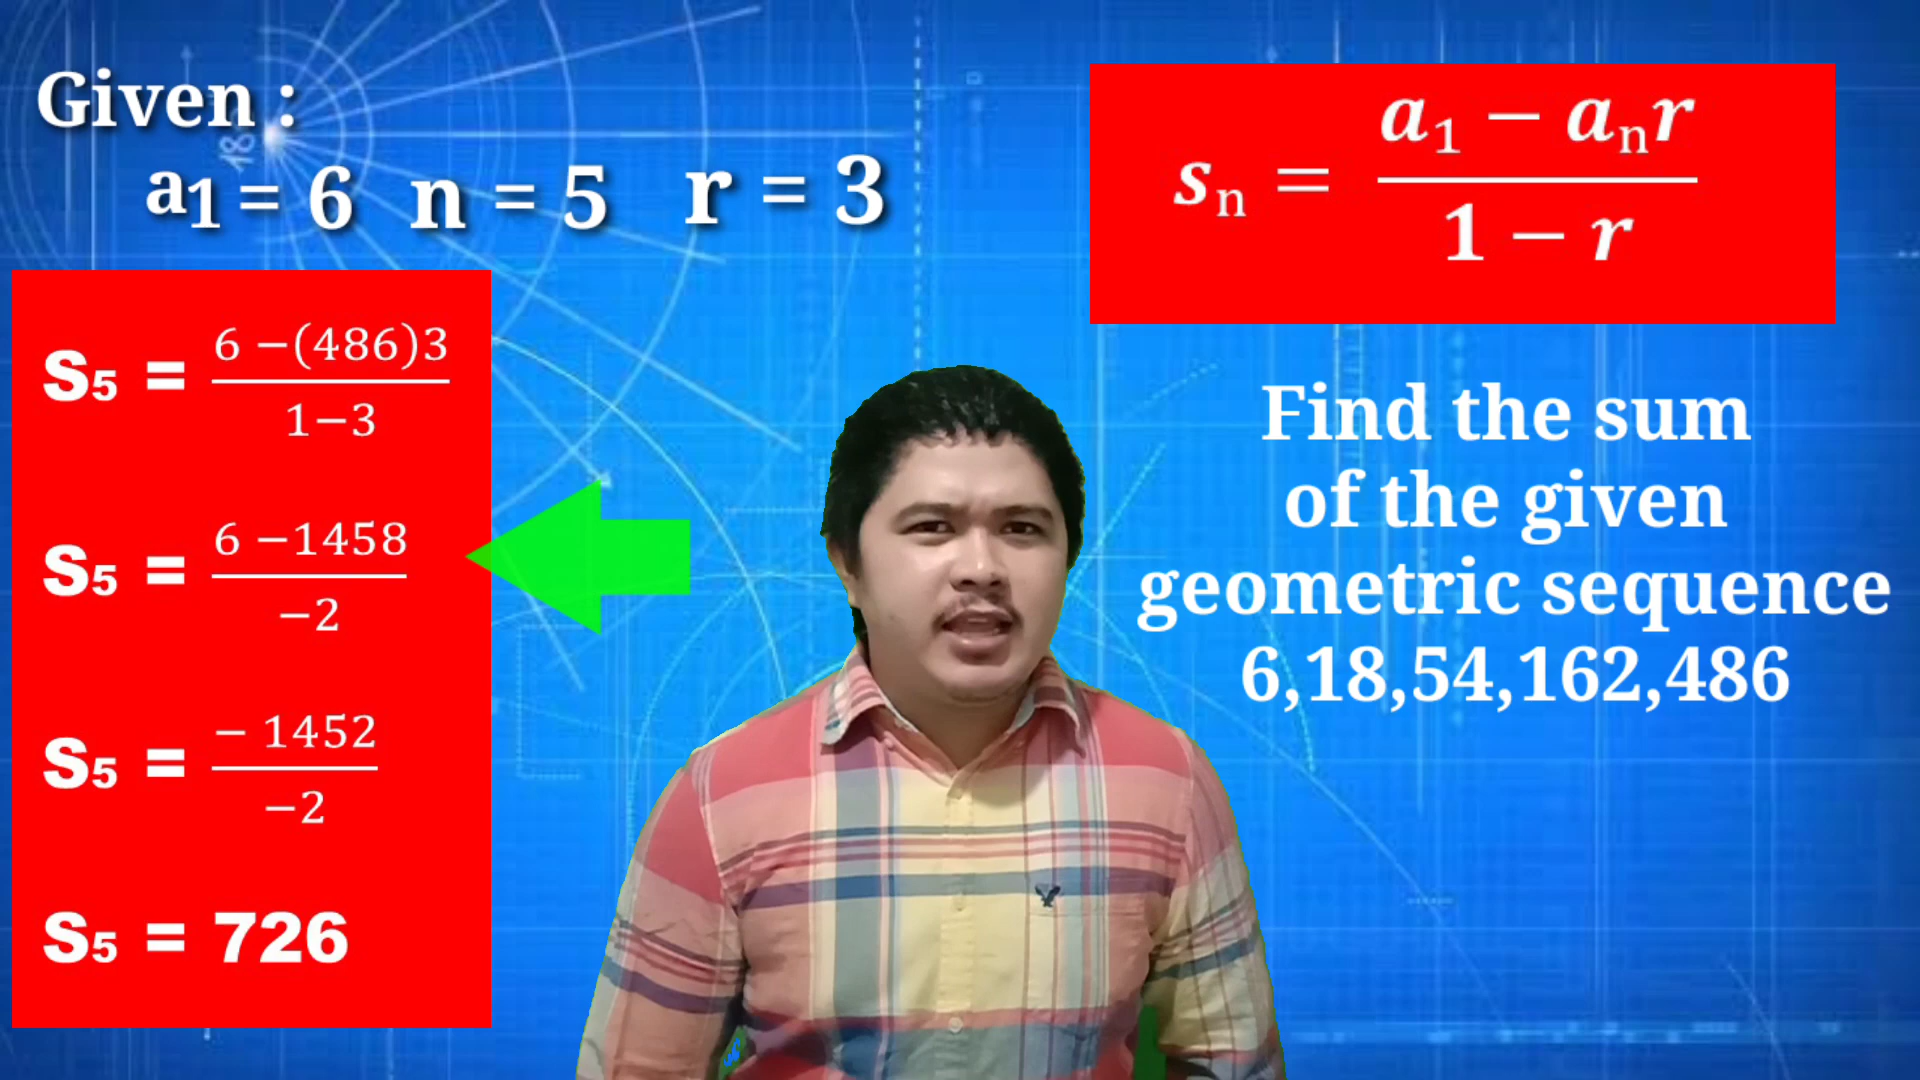 Given :
a1 = 6 n = 5 r = 3
S5 = 6 −(486)3 / 1−3
S5 = 6 −1458 / −2
S5 = − 1452 / −2
S5 = 726
sn = a1 − anr / 1 − r
Find the sum
of the given
geometric sequence
6,18,54,162,486